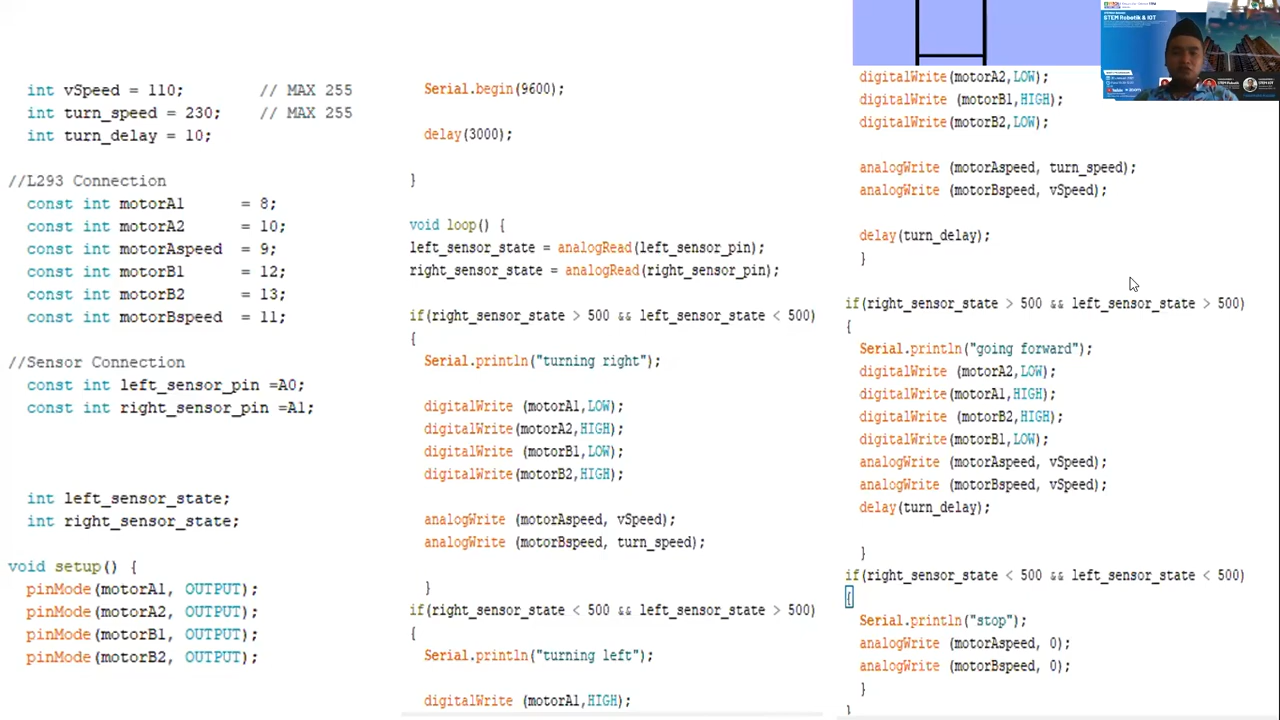 int vSpeed = 110;          // MAX 255
int turn_speed = 230;     // MAX 255
int turn_delay = 10;
//L293 Connection
const int motorA1       = 8;
const int motorA2       = 10;
const int motorAspeed   = 9;
const int motorB1       = 12;
const int motorB2       = 13;
const int motorBspeed   = 11;
//Sensor Connection
const int left_sensor_pin =A0;
const int right_sensor_pin =A1;
int left_sensor_state;
int right_sensor_state;
void setup() {
pinMode(motorA1, OUTPUT);
pinMode(motorA2, OUTPUT);
pinMode(motorB1, OUTPUT);
pinMode(motorB2, OUTPUT);
Serial.begin(9600);
delay(3000);
}
void loop() {
left_sensor_state = analogRead(left_sensor_pin);
right_sensor_state = analogRead(right_sensor_pin);
if(right_sensor_state > 500 && left_sensor_state < 500)
{
Serial.println("turning right");
digitalWrite (motorA1,LOW);
digitalWrite(motorA2,HIGH);
digitalWrite (motorB1,LOW);
digitalWrite(motorB2,HIGH);
analogWrite (motorAspeed, vSpeed);
analogWrite (motorBspeed, turn_speed);
}
if(right_sensor_state < 500 && left_sensor_state > 500)
{
Serial.println("turning left");
digitalWrite (motorA1,HIGH);
digitalWrite(motorA2,LOW);
digitalWrite (motorB1,HIGH);
digitalWrite(motorB2,LOW);
analogWrite (motorAspeed, turn_speed);
analogWrite (motorBspeed, vSpeed);
delay(turn_delay);
}
if(right_sensor_state > 500 && left_sensor_state > 500)
{
Serial.println("going forward");
digitalWrite (motorA2,LOW);
digitalWrite(motorA1,HIGH);
digitalWrite (motorB2,HIGH);
digitalWrite(motorB1,LOW);
analogWrite (motorAspeed, vSpeed);
analogWrite (motorBspeed, vSpeed);
delay(turn_delay);
}
if(right_sensor_state < 500 && left_sensor_state < 500)
{
Serial.println("stop");
analogWrite (motorAspeed, 0);
analogWrite (motorBspeed, 0);
}
}
STEM Robotik & IOT